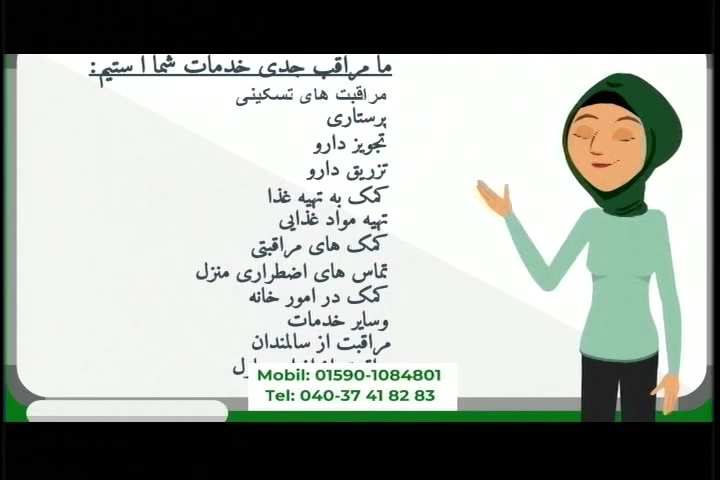 ما مراقب جدی خدمات شما ا ستیم:
مراقبت های تسکینی
پرستاری
تجویز دارو
تزریق دارو
کمک به تهیه غذا
تهیه مواد غذایی
کمک های مراقبتی
تماس های اضطراری منزل
کمک در امور خانه
وسایر خدمات
مراقبت از سالمندان
Mobil: 01590-1084801
Tel: 040-37 41 82 83